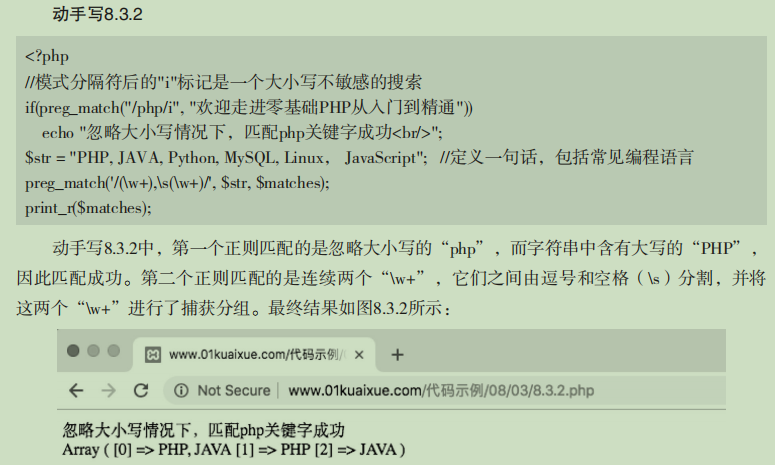 动手写8.3.2
<?php
//模式分隔符后的"i"标记是一个大小写不敏感的搜索
if(preg_match("/php/i", "欢迎走进零基础PHP从入门到精通"))
    echo "忽略大小写情况下，匹配php关键字成功<br/>";
$str = "PHP, JAVA, Python, MySQL, Linux， JavaScript";  //定义一句话，包括常见编程语言
preg_match('/(\w+),\s(\w+)/', $str, $matches);
print_r($matches);
动手写8.3.2中，第一个正则匹配的是忽略大小写的“php”，而字符串中含有大写的“PHP”，
因此匹配成功。第二个正则匹配的是连续两个“\w+”，它们之间由逗号和空格（\s）分割，并将
这两个“\w+”进行了捕获分组。最终结果如图8.3.2所示：
www.01kuaixue.com/代码示例/
Not Secure | www.01kuaixue.com/代码示例/08/03/8.3.2.php
忽略大小写情况下，匹配php关键字成功
Array ( [0] => PHP, JAVA [1] => PHP [2] => JAVA )